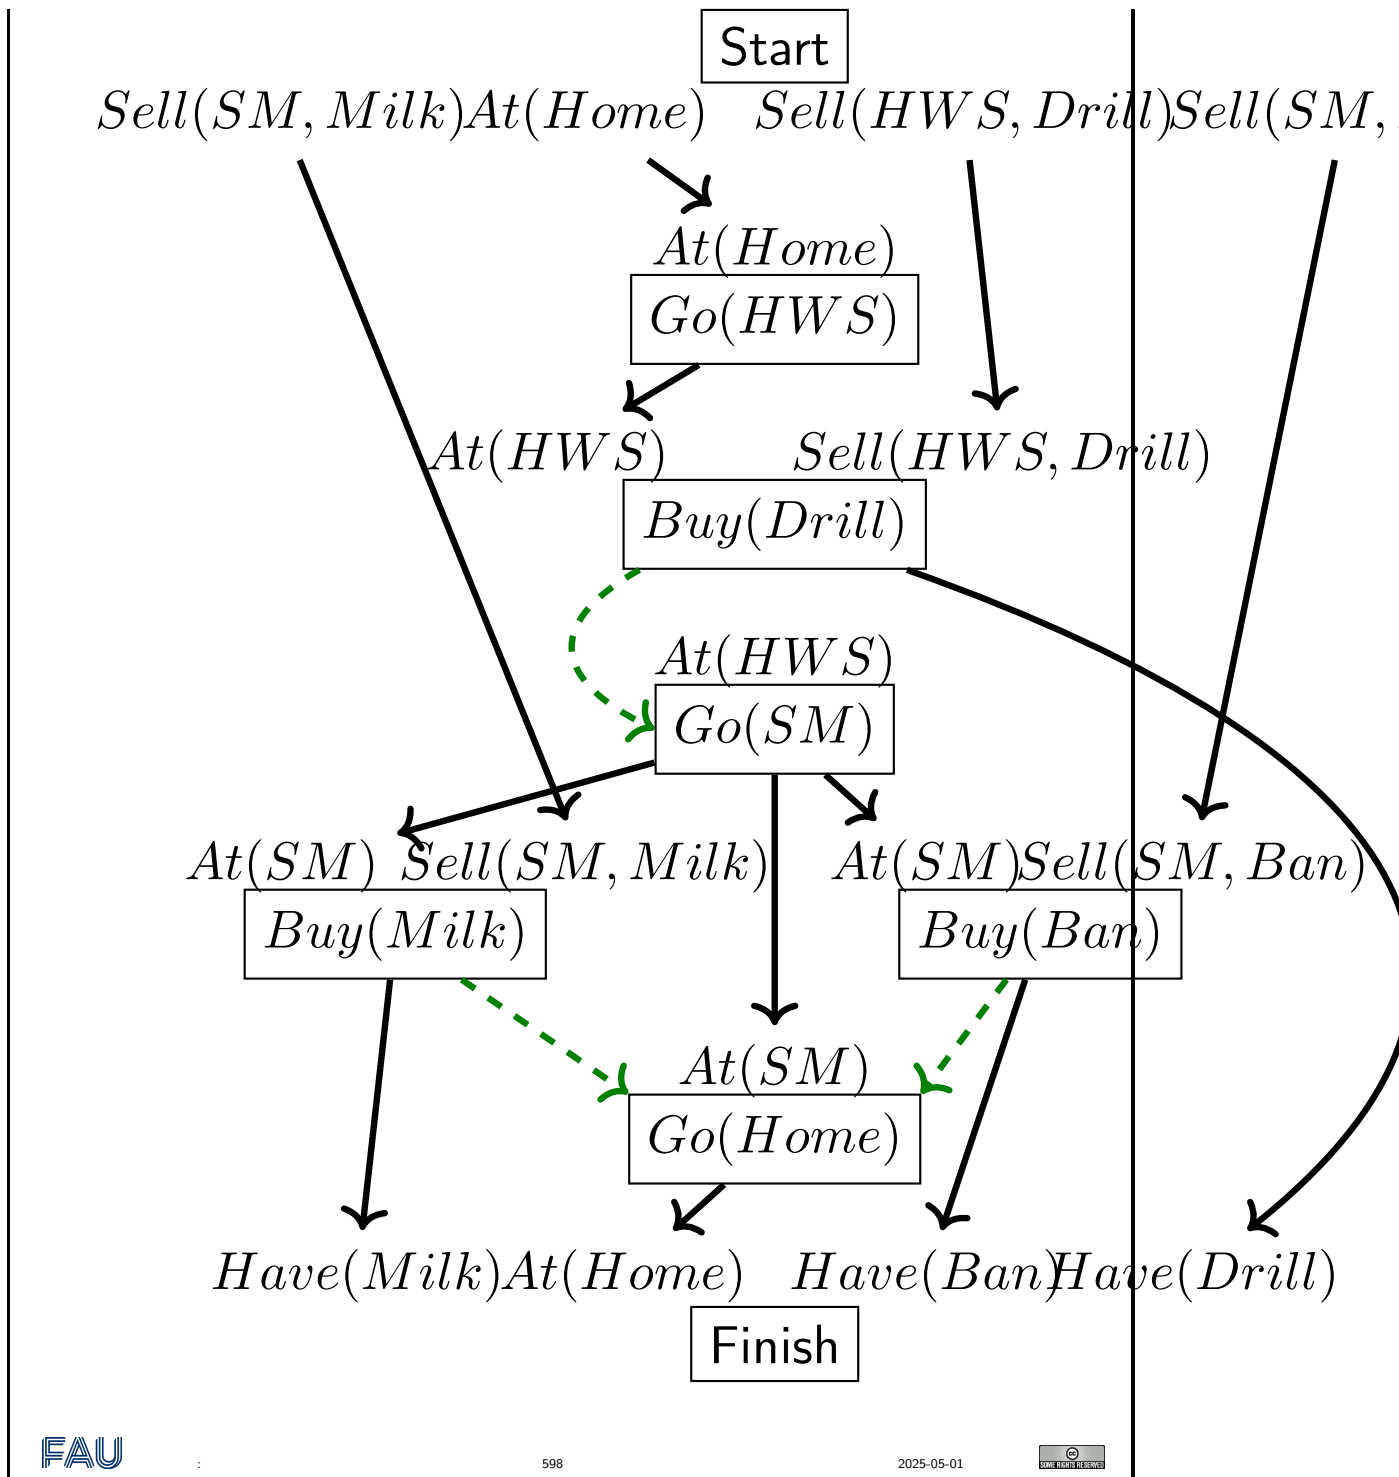 Start
Sell(SM, Milk) At(Home) Sell(HWS, Drill) Sell(SM,
At(Home)
Go(HWS)
At(HWS) Sell(HWS, Drill)
Buy(Drill)
At(HWS)
Go(SM)
At(SM) Sell(SM, Milk) At(SM) Sell(SM, Ban)
Buy(Milk) Buy(Ban)
At(SM)
Go(Home)
Have(Milk) At(Home) Have(Ban) Have(Drill)
Finish
FAU : 598 2025-05-01 cc SOME RIGHTS RESERVED